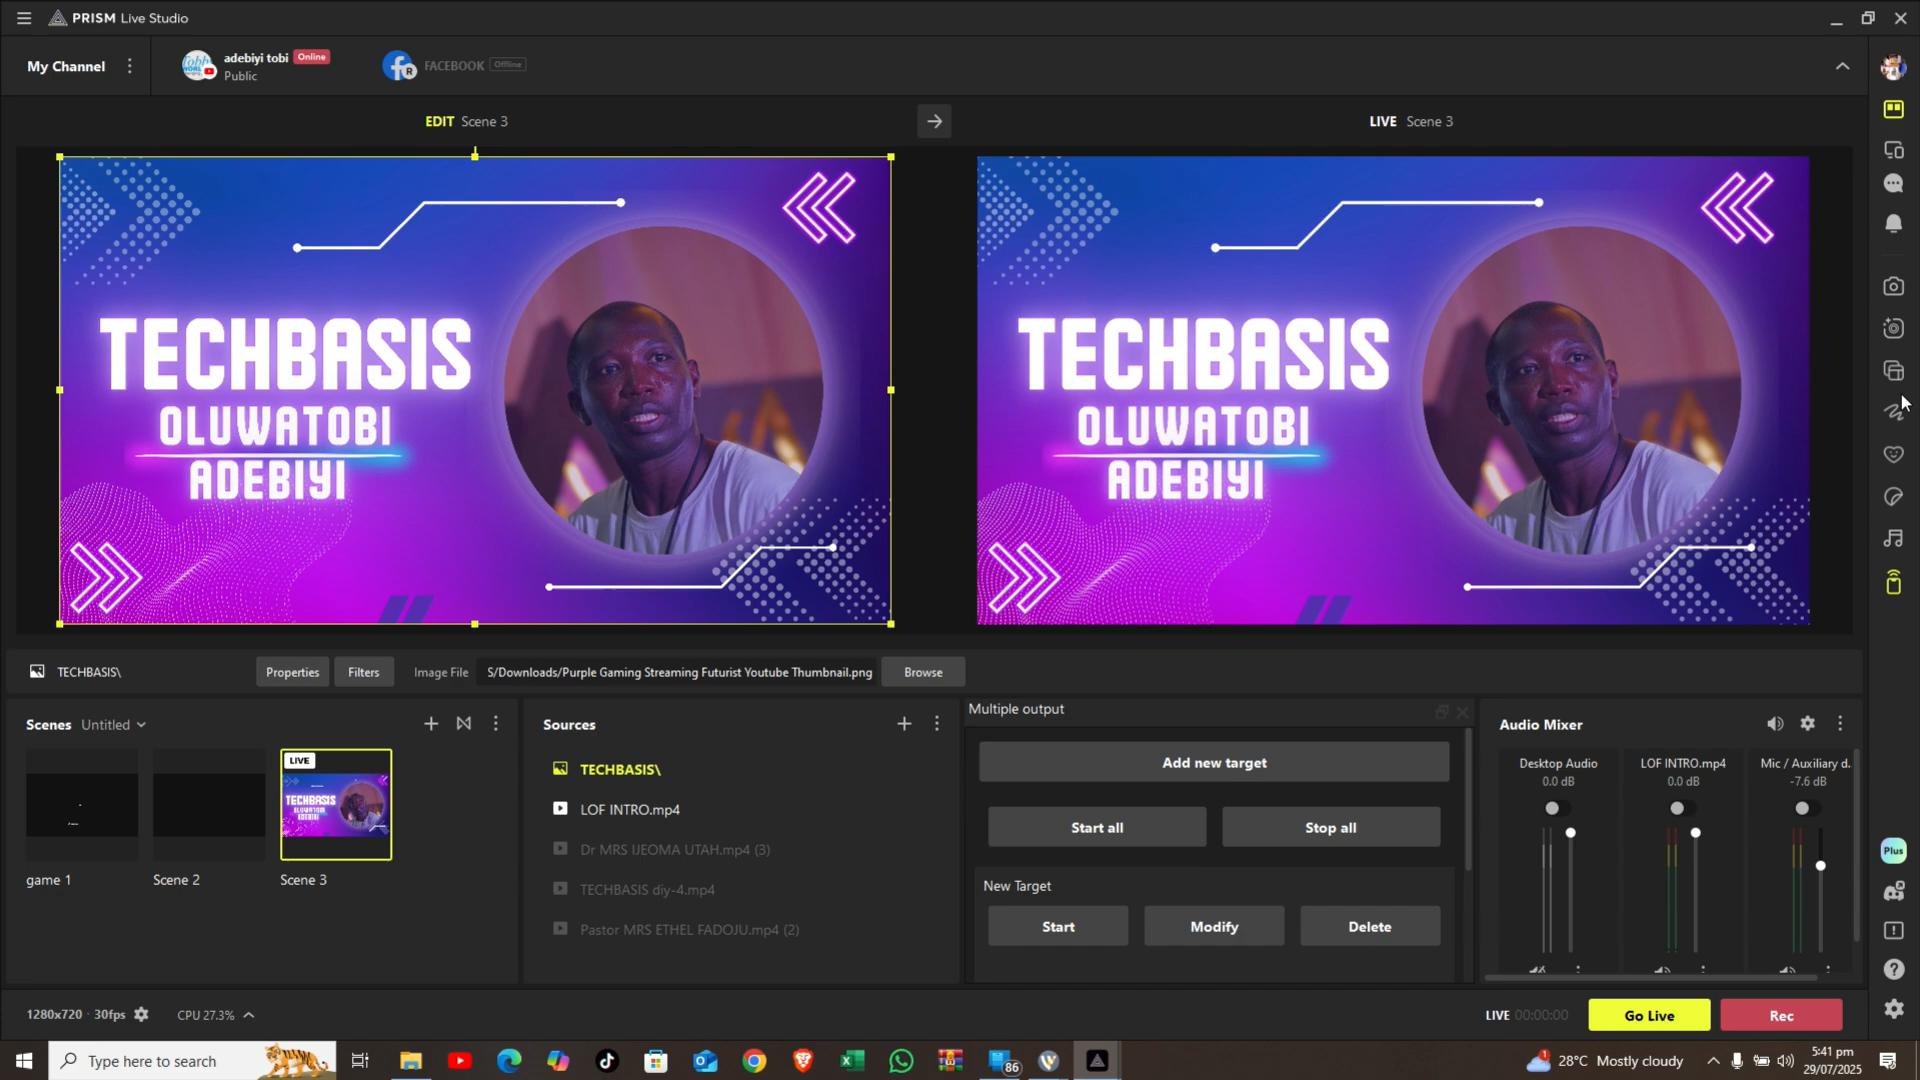 PRISM Live Studio
My Channel
adebiyi tobi Online
Public
FACEBOOK Offline
EDIT Scene 3
LIVE Scene 3
TECHBASIS
OLUWATOBI
ADEBIYI
TECHBASIS
OLUWATOBI
ADEBIYI
TECHBASIS\
Properties
Filters
Image File
S/Downloads/Purple Gaming Streaming Futurist Youtube Thumbnail.png
Browse
Scenes Untitled
LIVE
TECHBASIS
OLUWATOBI
ADEBIYI
game 1
Scene 2
Scene 3
Sources
TECHBASIS\
LOF INTRO.mp4
Dr MRS IJEOMA UTAH.mp4 (3)
TECHBASIS diy-4.mp4
Pastor MRS ETHEL FADOJU.mp4 (2)
Multiple output
Add new target
Start all
Stop all
New Target
Start
Modify
Delete
Audio Mixer
Desktop Audio
0.0 dB
LOF INTRO.mp4
0.0 dB
Mic / Auxiliary d.
-7.6 dB
Plus
1280x720 · 30fps
CPU 27.3%
LIVE 00:00:00
Go Live
Rec
Type here to search
86
1
28°C Mostly cloudy
5:41 pm
29/07/2025